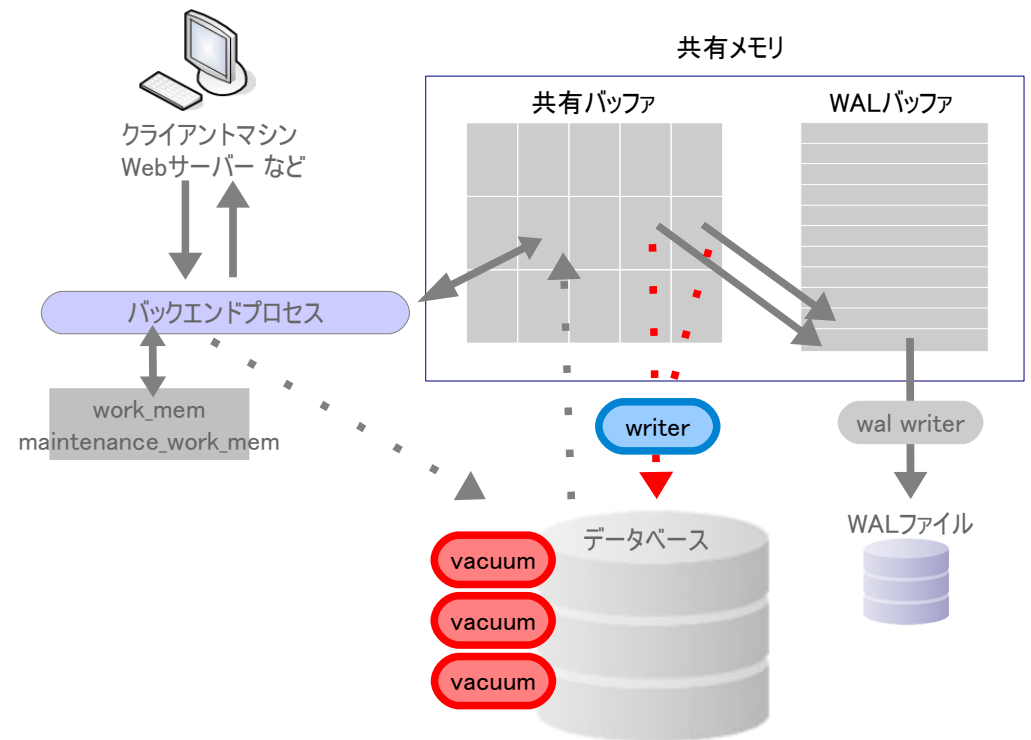 共有メモリ
共有バッファ
WALバッファ
クライアントマシン
Webサーバー など
バックエンドプロセス
work_mem
maintenance_work_mem
writer
wal writer
データベース
WALファイル
vacuum
vacuum
vacuum